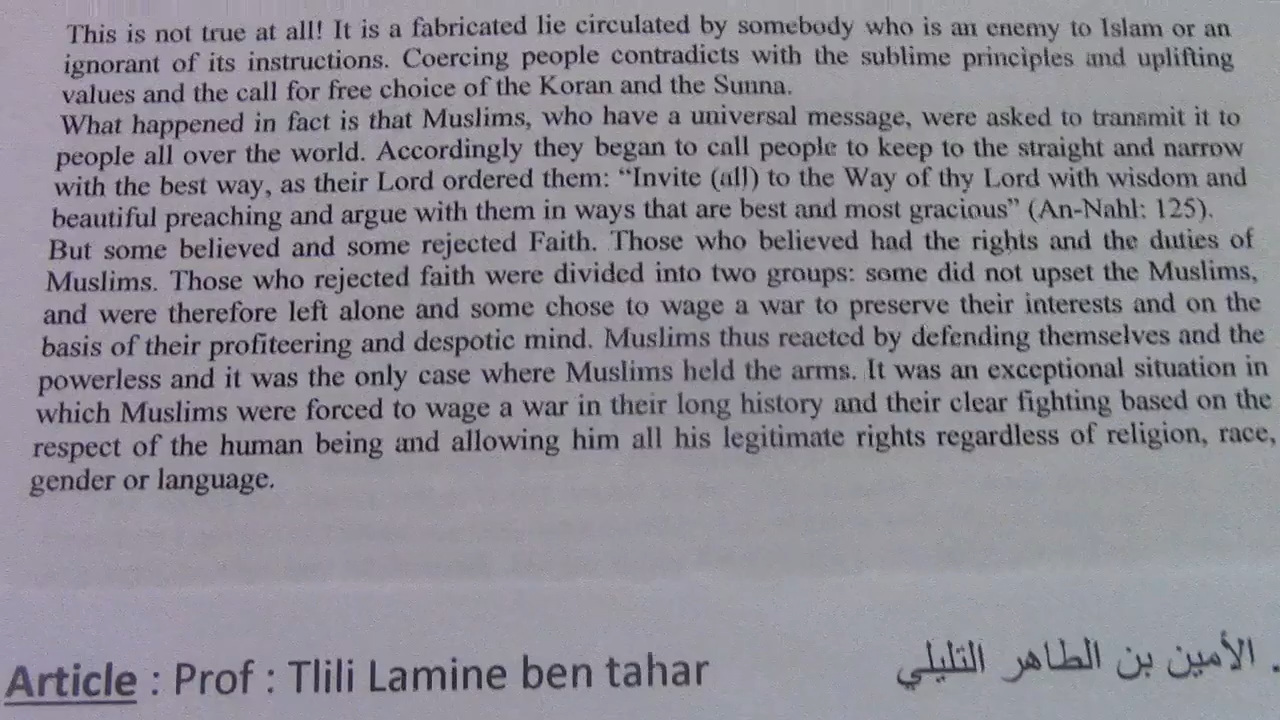 This is not true at all! It is a fabricated lie circulated by somebody who is an enemy to Islam or an
ignorant of its instructions. Coercing people contradicts with the sublime principles and uplifting
values and the call for free choice of the Koran and the Sunna.
What happened in fact is that Muslims, who have a universal message, were asked to transmit it to
people all over the world. Accordingly they began to call people to keep to the straight and narrow
with the best way, as their Lord ordered them: “Invite (all) to the Way of thy Lord with wisdom and
beautiful preaching and argue with them in ways that are best and most gracious” (An-Nahl: 125).
But some believed and some rejected Faith. Those who believed had the rights and the duties of
Muslims. Those who rejected faith were divided into two groups: some did not upset the Muslims,
and were therefore left alone and some chose to wage a war to preserve their interests and on the
basis of their profiteering and despotic mind. Muslims thus reacted by defending themselves and the
powerless and it was the only case where Muslims held the arms. It was an exceptional situation in
which Muslims were forced to wage a war in their long history and their clear fighting based on the
respect of the human being and allowing him all his legitimate rights regardless of religion, race,
gender or language.
Article : Prof : Tlili Lamine ben tahar
الأمين بن الطاهر التليلي .